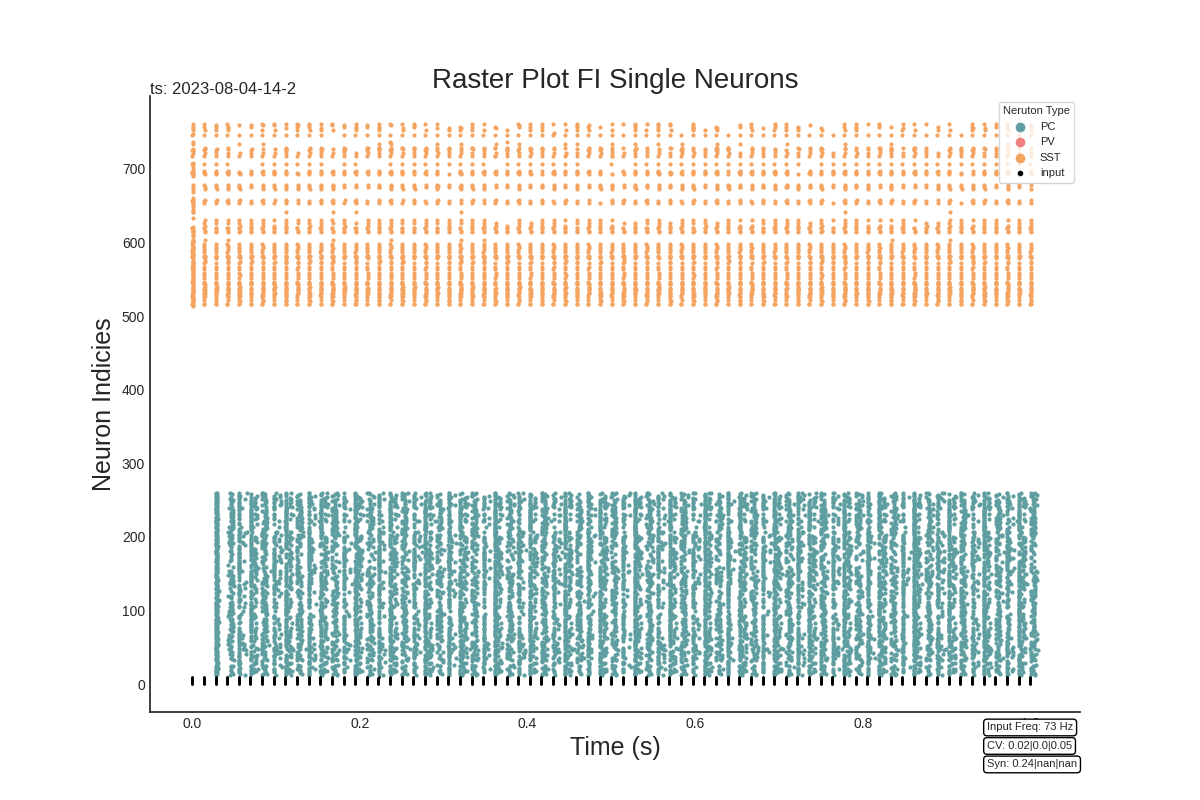 Raster Plot FI Single Neurons
ts: 2023-08-04-14-2
Neruton Type
PC
PV
SST
input
Neuron Indicies
700
600
500
400
300
200
100
0
0.0
0.2
0.4
0.6
0.8
Time (s)
Input Freq: 73 Hz
CV: 0.02|0.0|0.05
Syn: 0.24|nan|nan